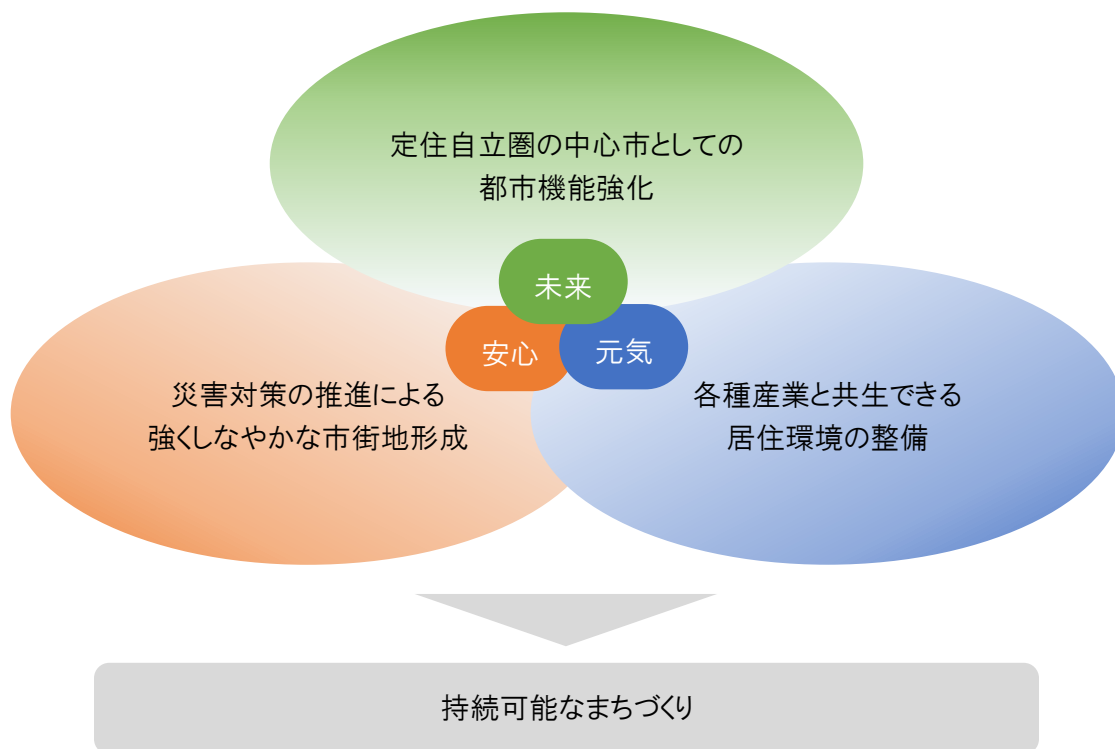 定住自立圏の中心市としての
都市機能強化
未来
安心
元気
災害対策の推進による
強くしなやかな市街地形成
各種産業と共生できる
居住環境の整備
持続可能なまちづくり